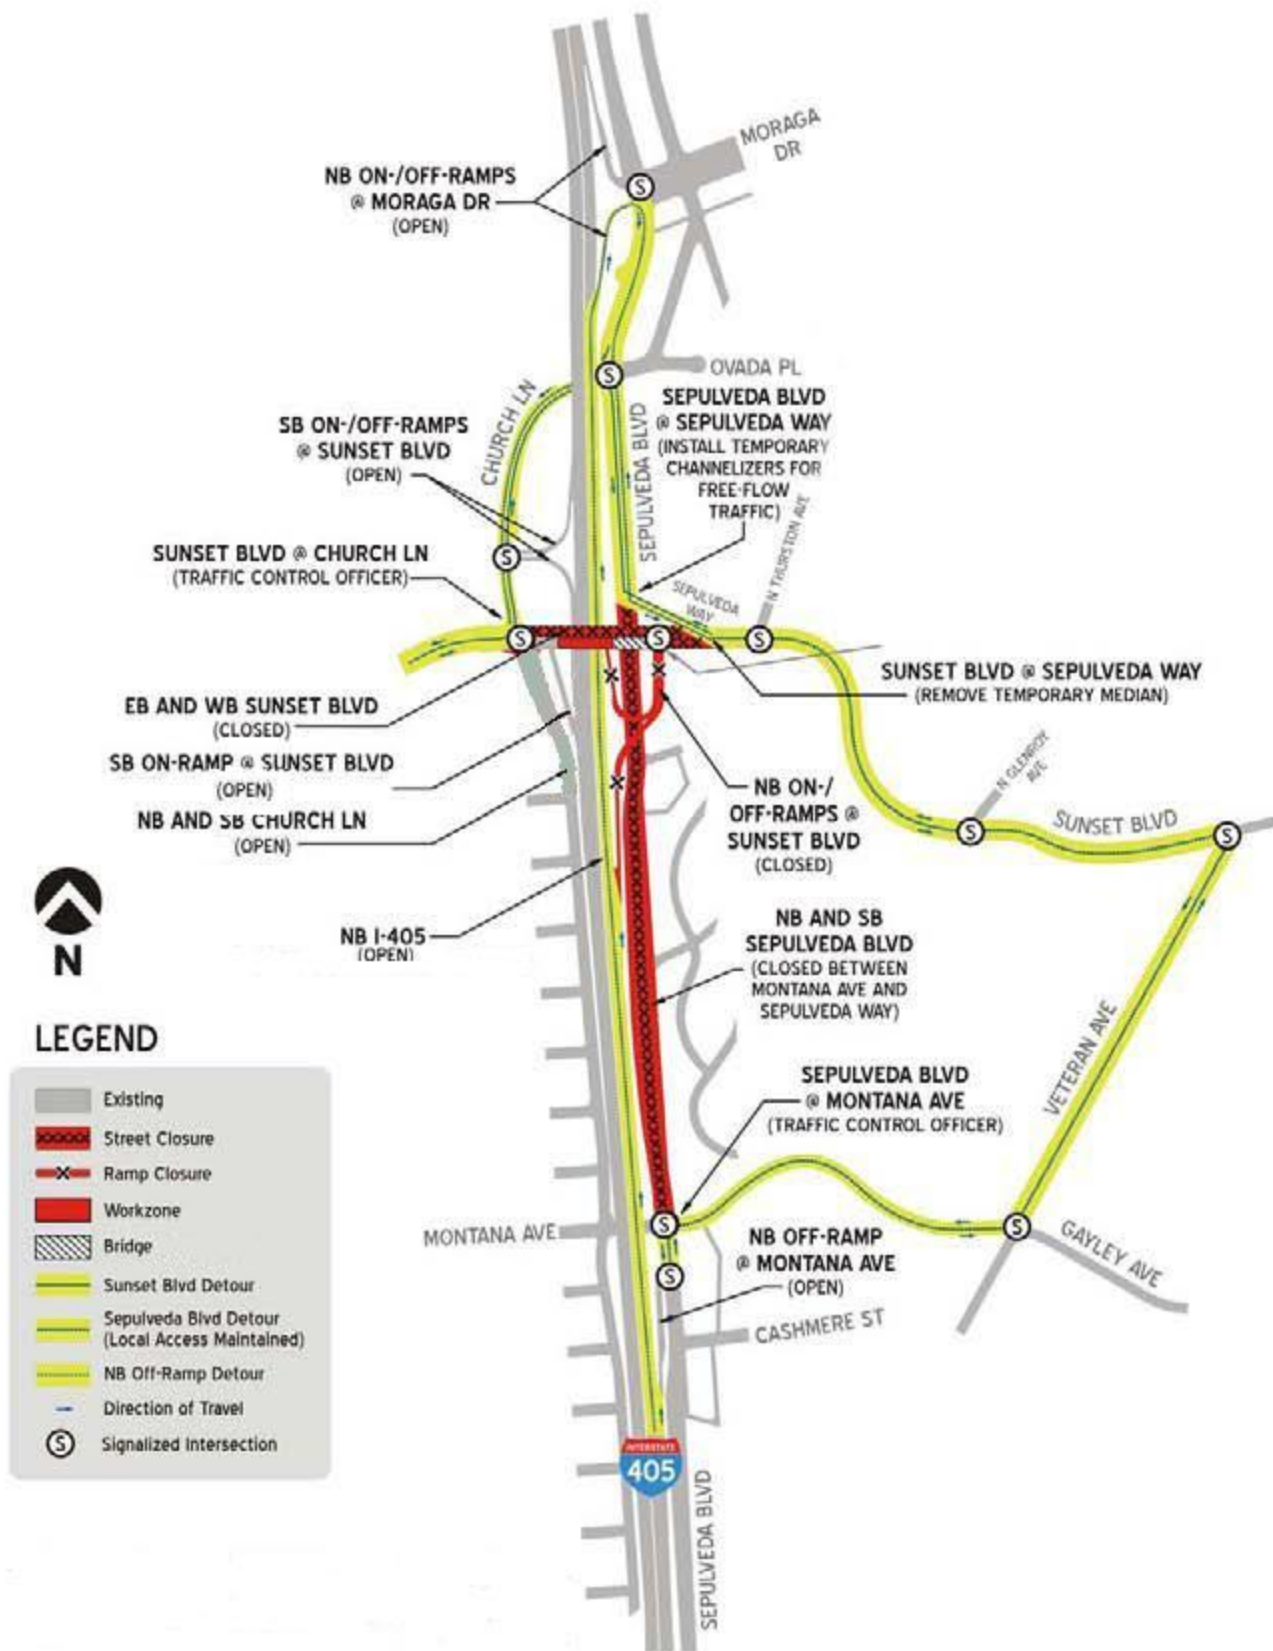 MORAGA
DR
NB ON-/OFF-RAMPS
@ MORAGA DR
(OPEN)
S
OVADA PL
S
SEPULVEDA BLVD
@ SEPULVEDA WAY
(INSTALL TEMPORARY
CHANNELIZERS FOR
FREE-FLOW
TRAFFIC)
CHURCH LN
SB ON-/OFF-RAMPS
@ SUNSET BLVD
(OPEN)
SEPULVEDA BLVD
N THURSTON AVE
SUNSET BLVD @ CHURCH LN
(TRAFFIC CONTROL OFFICER)
S
SEPULVEDA
WAY
S
S
S
SUNSET BLVD @ SEPULVEDA WAY
(REMOVE TEMPORARY MEDIAN)
EB AND WB SUNSET BLVD
(CLOSED)
SB ON-RAMP @ SUNSET BLVD
(OPEN)
NB AND SB CHURCH LN
(OPEN)
NB ON-/
OFF-RAMPS @
SUNSET BLVD
(CLOSED)
N GLENROY
AVE
S
SUNSET BLVD
S
N
NB I-405
(OPEN)
NB AND SB
SEPULVEDA BLVD
(CLOSED BETWEEN
MONTANA AVE AND
SEPULVEDA WAY)
VETERAN AVE
SEPULVEDA BLVD
@ MONTANA AVE
(TRAFFIC CONTROL OFFICER)
MONTANA AVE
S
S
GAYLEY AVE
NB OFF-RAMP
@ MONTANA AVE
(OPEN)
S
CASHMERE ST
INTERSTATE
405
SEPULVEDA BLVD
LEGEND
Existing
Street Closure
Ramp Closure
Workzone
Bridge
Sunset Blvd Detour
Sepulveda Blvd Detour
(Local Access Maintained)
NB Off-Ramp Detour
Direction of Travel
S Signalized Intersection